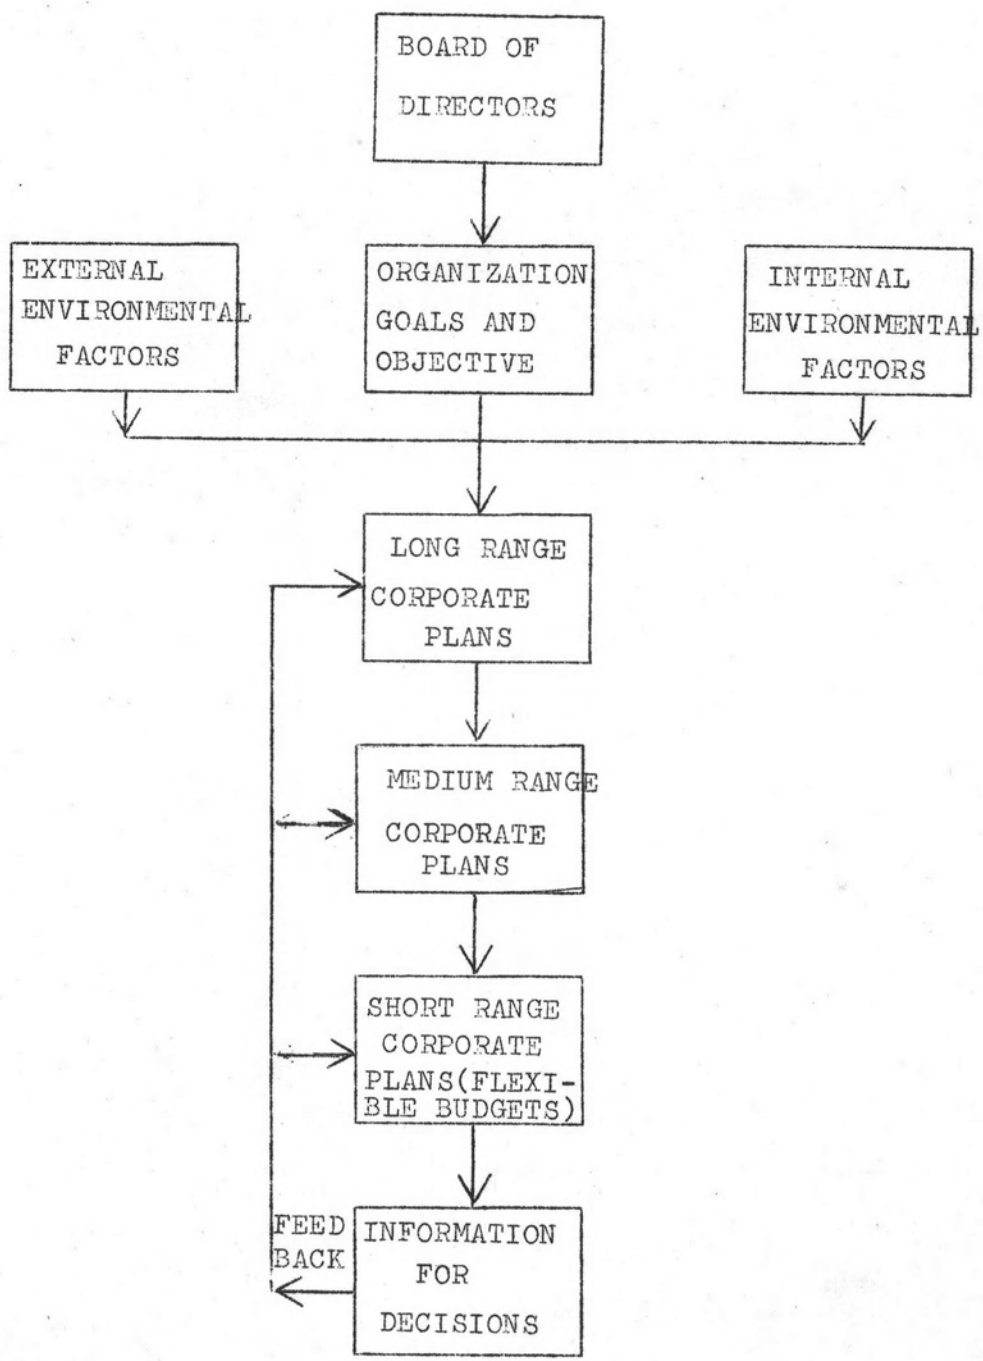 BOARD OF
DIRECTORS
EXTERNAL
ENVIRONMENTAL
FACTORS
ORGANIZATION
GOALS AND
OBJECTIVE
INTERNAL
ENVIRONMENTAL
FACTORS
LONG RANGE
CORPORATE
PLANS
MEDIUM RANGE
CORPORATE
PLANS
SHORT RANGE
CORPORATE
PLANS(FLEXI-
BLE BUDGETS)
FEED
BACK
INFORMATION
FOR
DECISIONS